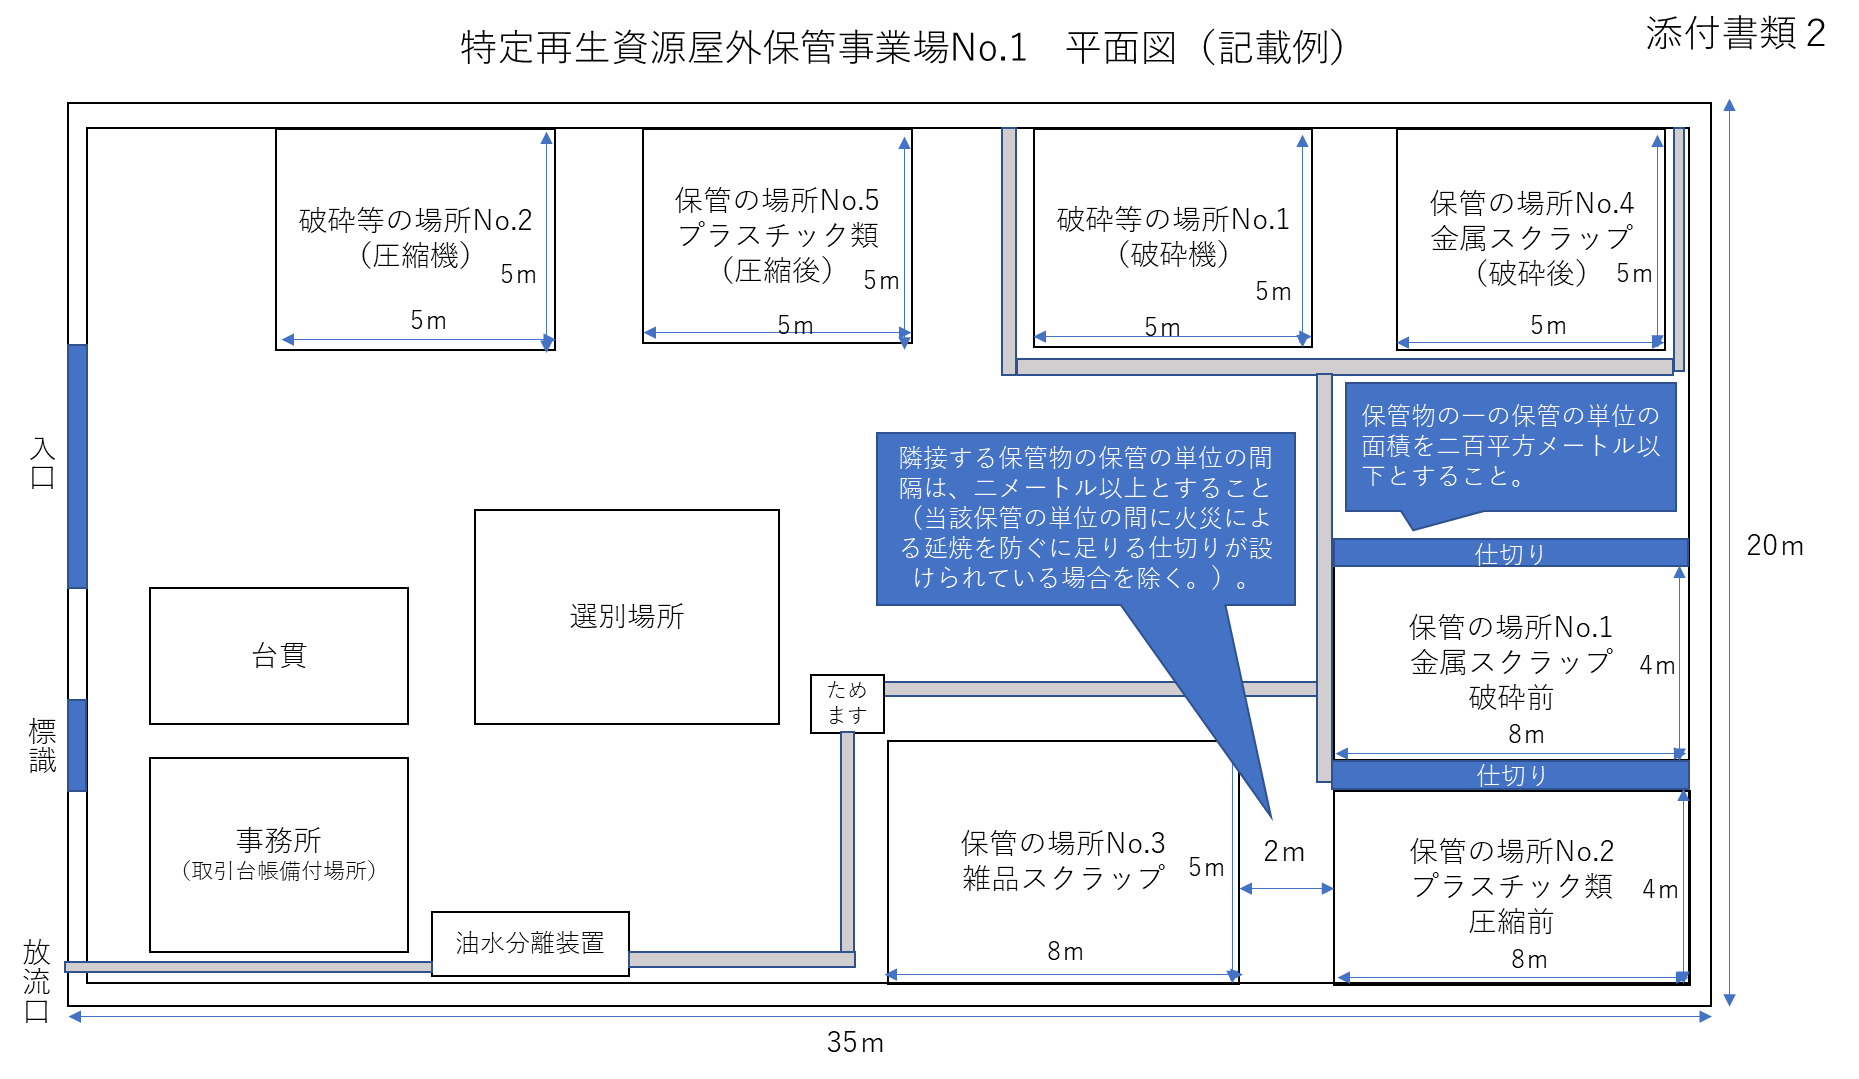 特定再生資源屋外保管事業場No.1　平面図（記載例）
添付書類２
破砕等の場所No.2
（圧縮機）
5m
5m
保管の場所No.5
プラスチック類
（圧縮後）
5m
5m
破砕等の場所No.1
（破砕機）
5m
5m
保管の場所No.4
金属スクラップ
（破砕後）
5m
5m
入口
標識
放流口
台貫
事務所
（取引台帳備付場所）
選別場所
油水分離装置
ため
ます
隣接する保管物の保管の単位の間
隔は、二メートル以上とすること
（当該保管の単位の間に火災によ
る延焼を防ぐに足りる仕切りが設
けられている場合を除く。）。
保管物の一の保管の単位の
面積を二百平方メートル以
下とすること。
仕切り
保管の場所No.1
金属スクラップ
破砕前
4m
8m
仕切り
保管の場所No.3
雑品スクラップ
5m
8m
2m
保管の場所No.2
プラスチック類
圧縮前
4m
8m
20m
35m